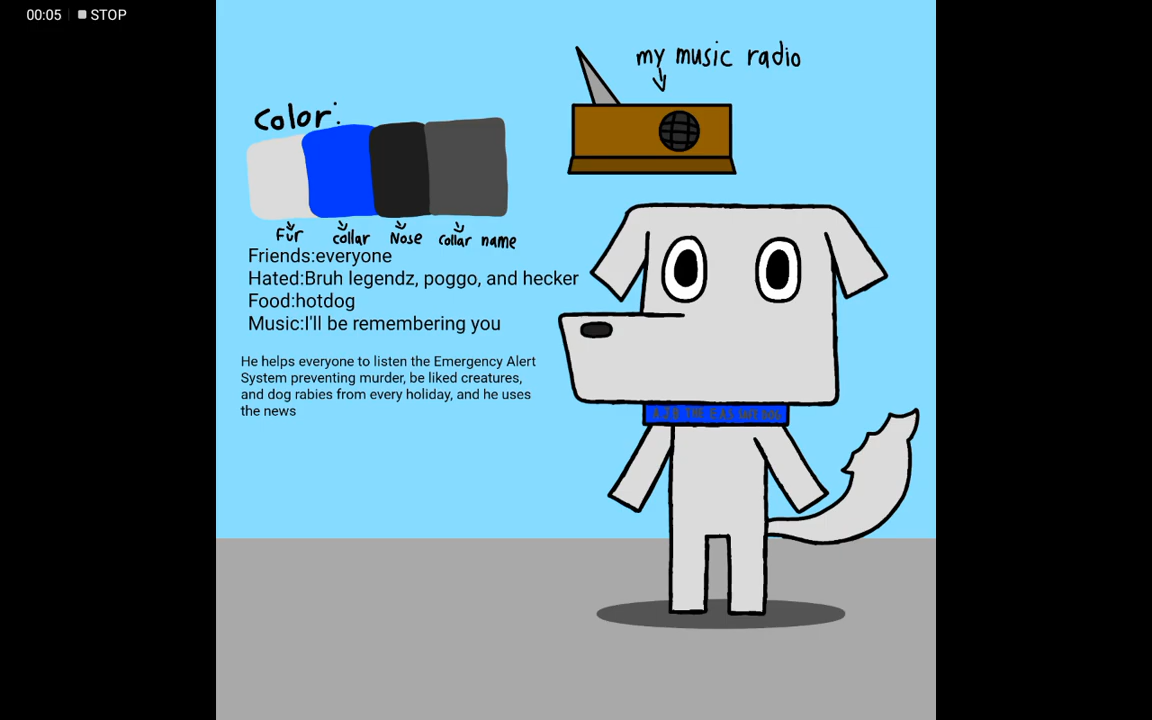 00:05 STOP
my music radio
Color:
Fur collar Nose collar name
Friends:everyone
Hated:Bruh legendz, poggo, and hecker
Food:hotdog
Music:I'll be remembering you
He helps everyone to listen the Emergency Alert
System preventing murder, be liked creatures,
and dog rabies from every holiday, and he uses
the news
THE